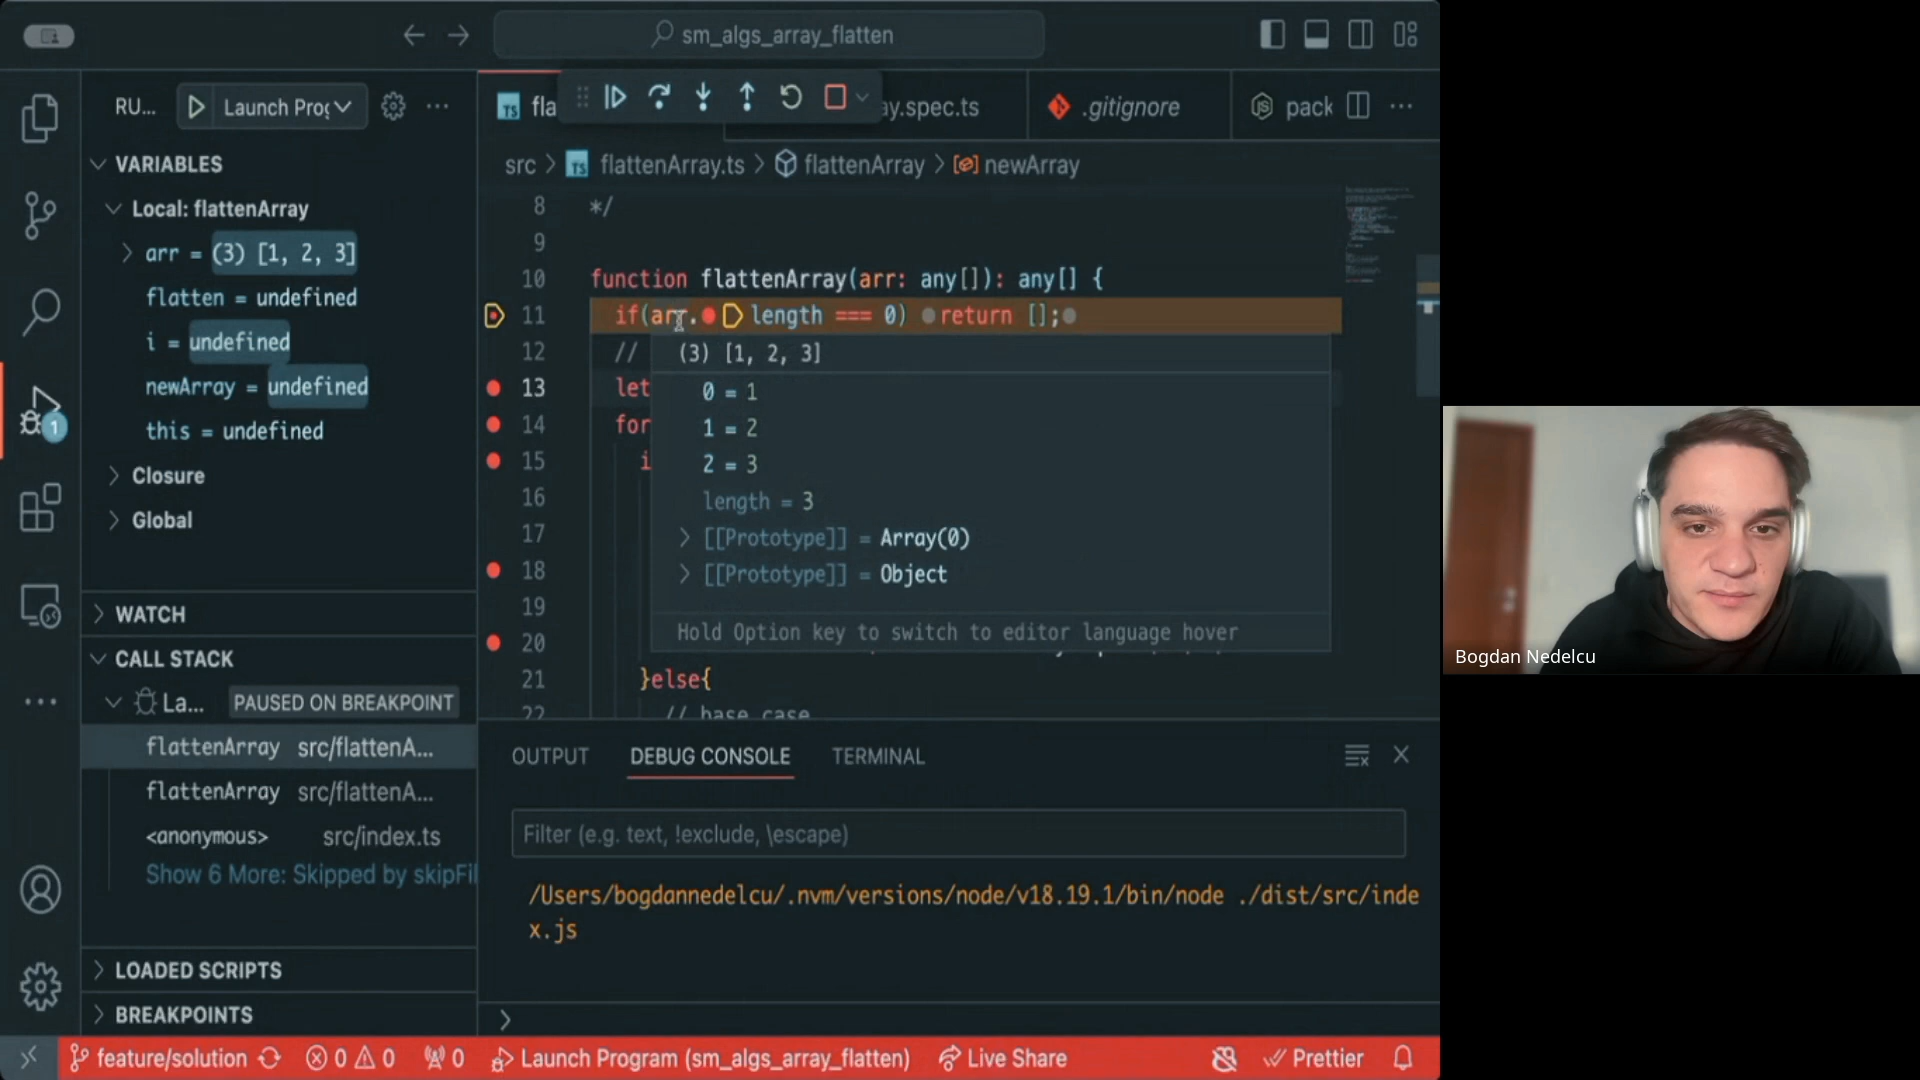 sm_algs_array_flatten
RU...
Launch Prog
TS
fla
ay.spec.ts
.gitignore
pack
src > TS flattenArray.ts > flattenArray > newArray
VARIABLES
Local: flattenArray
arr = (3) [1, 2, 3]
flatten = undefined
i = undefined
newArray = undefined
this = undefined
Closure
Global
WATCH
CALL STACK
La... PAUSED ON BREAKPOINT
flattenArray src/flattenA...
flattenArray src/flattenA...
<anonymous> src/index.ts
Show 6 More: Skipped by skipFil
LOADED SCRIPTS
BREAKPOINTS
1
8 */
9
10 function flattenArray(arr: any[]): any[] {
11 if(arr.length === 0) return [];
12 //
13 let
14 for
15 i
16
17
18
19
20
21 }else{
22 // base case
(3) [1, 2, 3]
0 = 1
1 = 2
2 = 3
length = 3
[[Prototype]] = Array(0)
[[Prototype]] = Object
Hold Option key to switch to editor language hover
OUTPUT DEBUG CONSOLE TERMINAL
Filter (e.g. text, !exclude, \escape)
/Users/bogdannedelcu/.nvm/versions/node/v18.19.1/bin/node ./dist/src/inde
x.js
feature/solution 0 0 0 Launch Program (sm_algs_array_flatten) Live Share Prettier
Bogdan Nedelcu